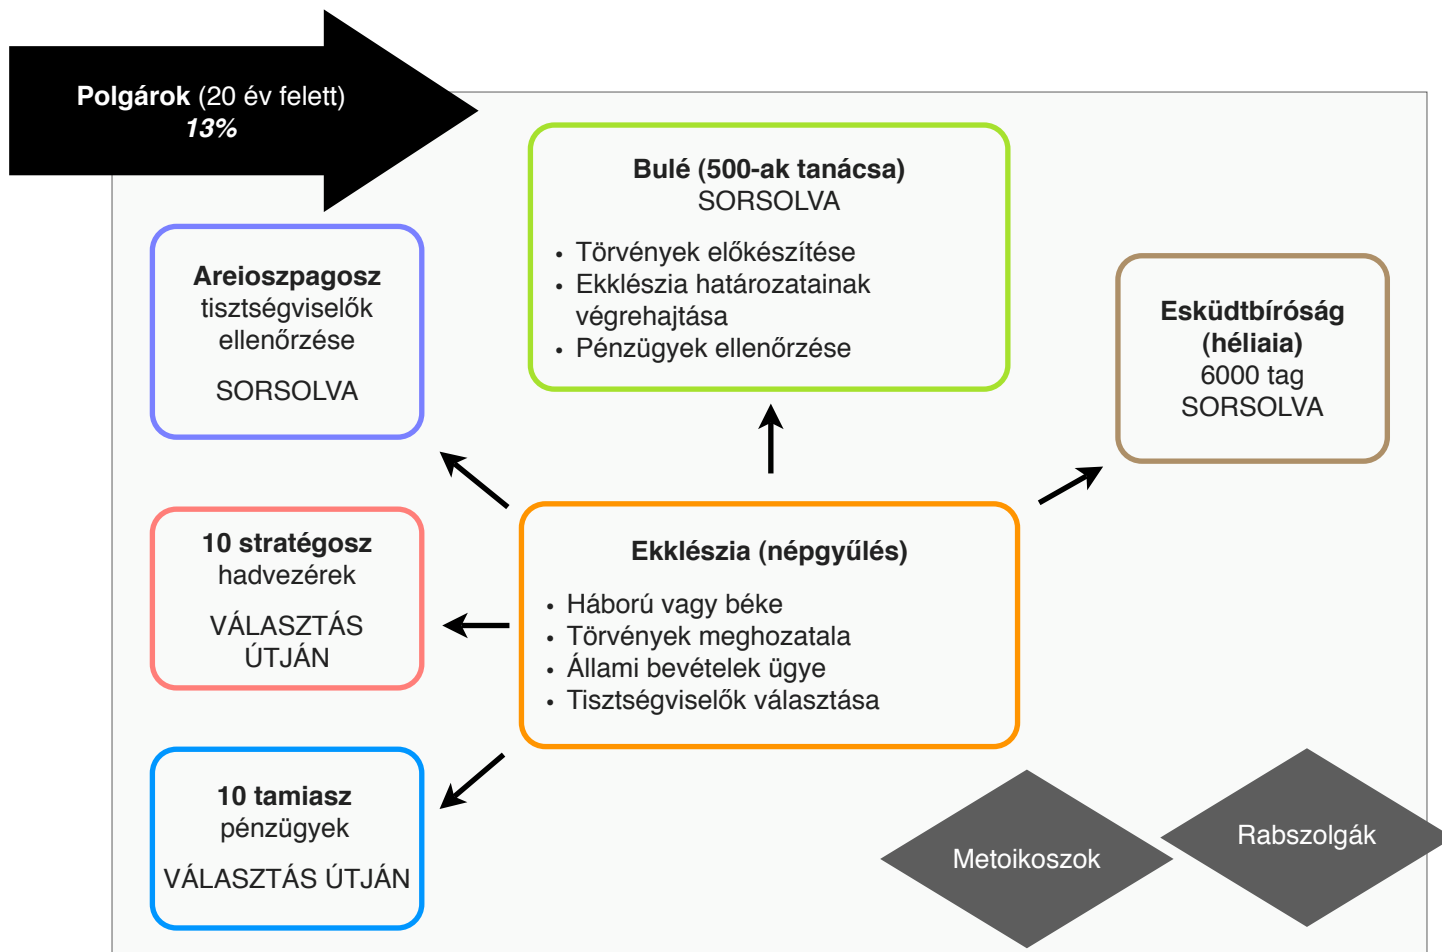 Polgárok (20 év felett)
13%
Bulé (500-ak tanácsa)
SORSOLVA
• Törvények előkészítése
• Ekklészia határozatainak
végrehajtása
• Pénzügyek ellenőrzése
Areioszpagosz
tisztségviselők
ellenőrzése
SORSOLVA
Esküdtbíróság
(héliaia)
6000 tag
SORSOLVA
10 stratégosz
hadvezérek
VÁLASZTÁS
ÚTJÁN
Ekklészia (népgyűlés)
• Háború vagy béke
• Törvények meghozatala
• Állami bevételek ügye
• Tisztségviselők választása
10 tamiasz
pénzügyek
VÁLASZTÁS ÚTJÁN
Metoikoszok
Rabszolgák